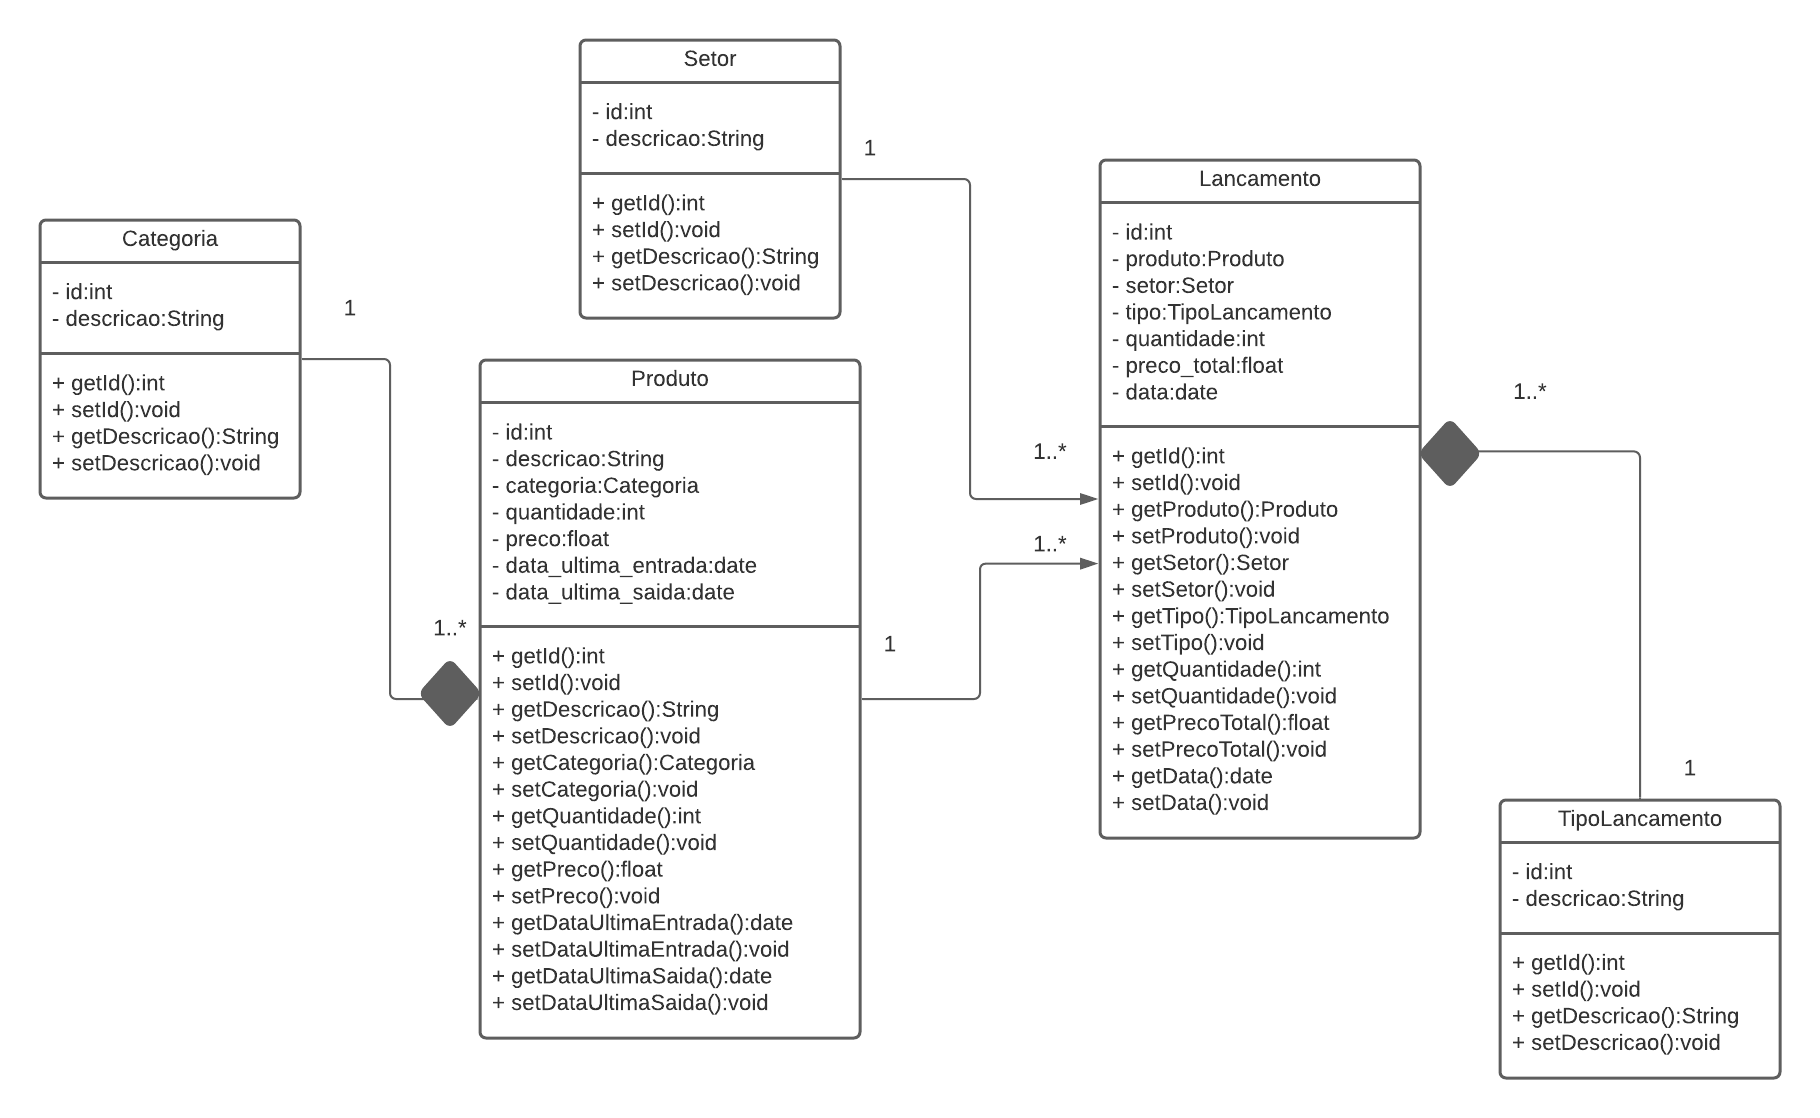 Setor
- id:int
- descricao:String
+ getId():int
+ setId():void
+ getDescricao():String
+ setDescricao():void
1
Categoria
- id:int
- descricao:String
+ getId():int
+ setId():void
+ getDescricao():String
+ setDescricao():void
1
1..*
Produto
- id:int
- descricao:String
- categoria:Categoria
- quantidade:int
- preco:float
- data_ultima_entrada:date
- data_ultima_saida:date
+ getId():int
+ setId():void
+ getDescricao():String
+ setDescricao():void
+ getCategoria():Categoria
+ setCategoria():void
+ getQuantidade():int
+ setQuantidade():void
+ getPreco():float
+ setPreco():void
+ getDataUltimaEntrada():date
+ setDataUltimaEntrada():void
+ getDataUltimaSaida():date
+ setDataUltimaSaida():void
1
1..*
1..*
Lancamento
- id:int
- produto:Produto
- setor:Setor
- tipo:TipoLancamento
- quantidade:int
- preco_total:float
- data:date
+ getId():int
+ setId():void
+ getProduto():Produto
+ setProduto():void
+ getSetor():Setor
+ setSetor():void
+ getTipo():TipoLancamento
+ setTipo():void
+ getQuantidade():int
+ setQuantidade():void
+ getPrecoTotal():float
+ setPrecoTotal():void
+ getData():date
+ setData():void
1..*
1
TipoLancamento
- id:int
- descricao:String
+ getId():int
+ setId():void
+ getDescricao():String
+ setDescricao():void